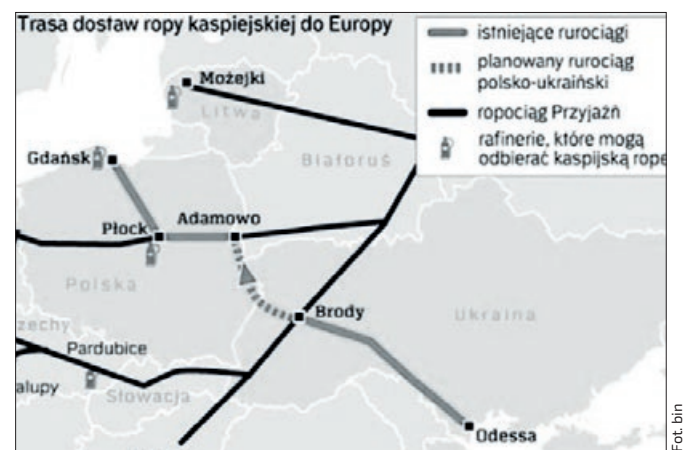 Trasa dostaw ropy kaspiejskiej do Europy
istniejące rurociągi
planowany rurociąg
polsko-ukraiński
ropociąg Przyjaźń
rafinerie, które mogą
odbierać kaspijską ropę
Możejki
Litwa
Gdańsk
Białoruś
Płock
Adamowo
Polska
Brody
Ukraina
zechy
Pardubice
alupy
Słowacja
Odessa
Fot. bin